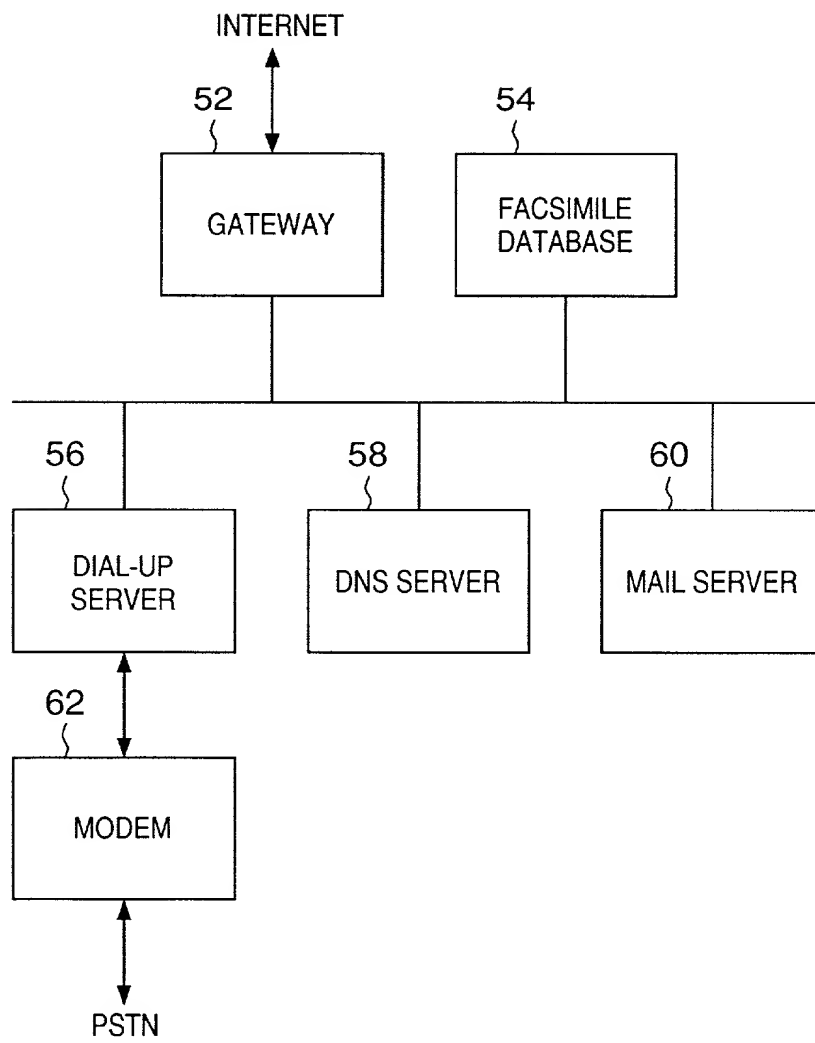 INTERNET
52
54
GATEWAY
FACSIMILE
DATABASE
56
58
60
DIAL-UP
SERVER
DNS SERVER
MAIL SERVER
62
MODEM
PSTN